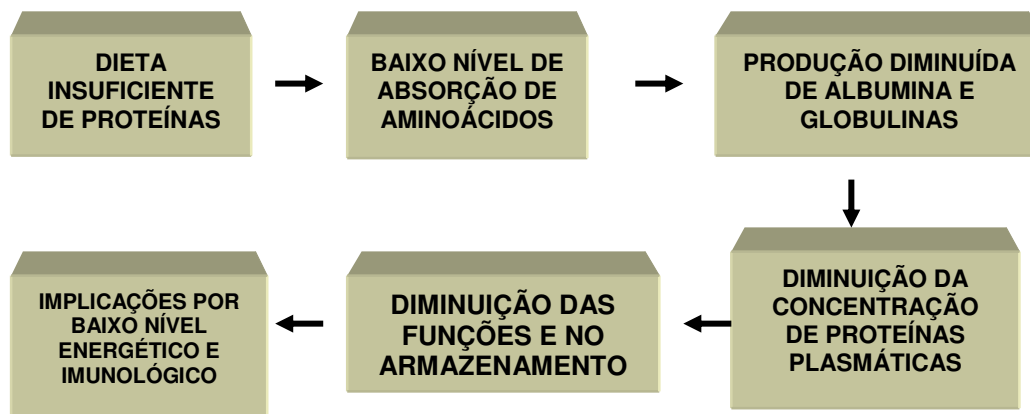 DIETA
INSUFICIENTE
DE PROTEÍNAS
BAIXO NÍVEL DE
ABSORÇÃO DE
AMINOÁCIDOS
PRODUÇÃO DIMINUÍDA
DE ALBUMINA E
GLOBULINAS
DIMINUIÇÃO DA
CONCENTRAÇÃO
DE PROTEÍNAS
PLASMÁTICAS
DIMINUIÇÃO DAS
FUNÇÕES E NO
ARMAZENAMENTO
IMPLICAÇÕES POR
BAIXO NÍVEL
ENERGÉTICO E
IMUNOLÓGICO